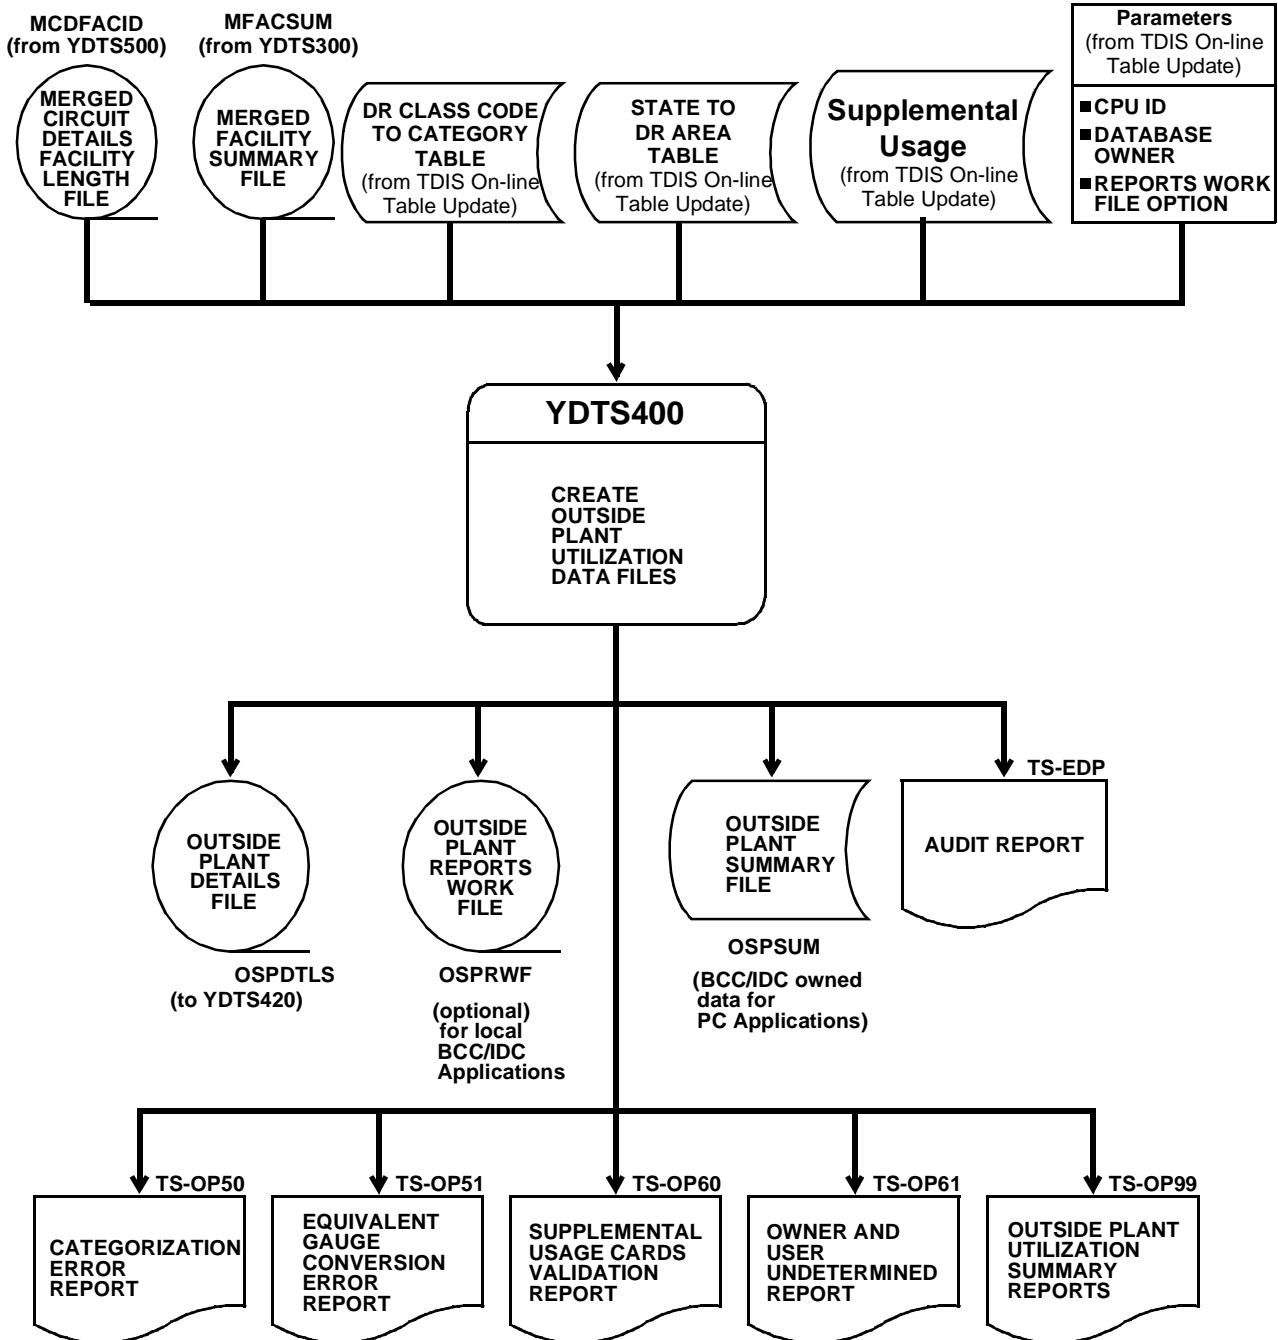 MCDFACID
(from YDTS500)
MERGED
CIRCUIT
DETAILS
FACILITY
LENGTH
FILE
MFACSUM
(from YDTS300)
MERGED
FACILITY
SUMMARY
FILE
DR CLASS CODE
TO CATEGORY
TABLE
(from TDIS On-line
Table Update)
STATE TO
DR AREA
TABLE
(from TDIS On-line
Table Update)
Supplemental
Usage
(from TDIS On-line
Table Update)
Parameters
(from TDIS On-line
Table Update)
■CPU ID
■DATABASE
OWNER
■REPORTS WORK
FILE OPTION
YDTS400
CREATE
OUTSIDE
PLANT
UTILIZATION
DATA FILES
OUTSIDE
PLANT
DETAILS
FILE
OSPDTLS
(to YDTS420)
OUTSIDE
PLANT
REPORTS
WORK
FILE
OSPRWF
(optional)
for local
BCC/IDC
Applications
OUTSIDE
PLANT
SUMMARY
FILE
OSPSUM
(BCC/IDC owned
data for
PC Applications)
TS-EDP
AUDIT REPORT
TS-OP50
CATEGORIZATION
ERROR
REPORT
TS-OP51
EQUIVALENT
GAUGE
CONVERSION
ERROR
REPORT
TS-OP60
SUPPLEMENTAL
USAGE CARDS
VALIDATION
REPORT
TS-OP61
OWNER AND
USER
UNDETERMINED
REPORT
TS-OP99
OUTSIDE PLANT
UTILIZATION
SUMMARY
REPORTS